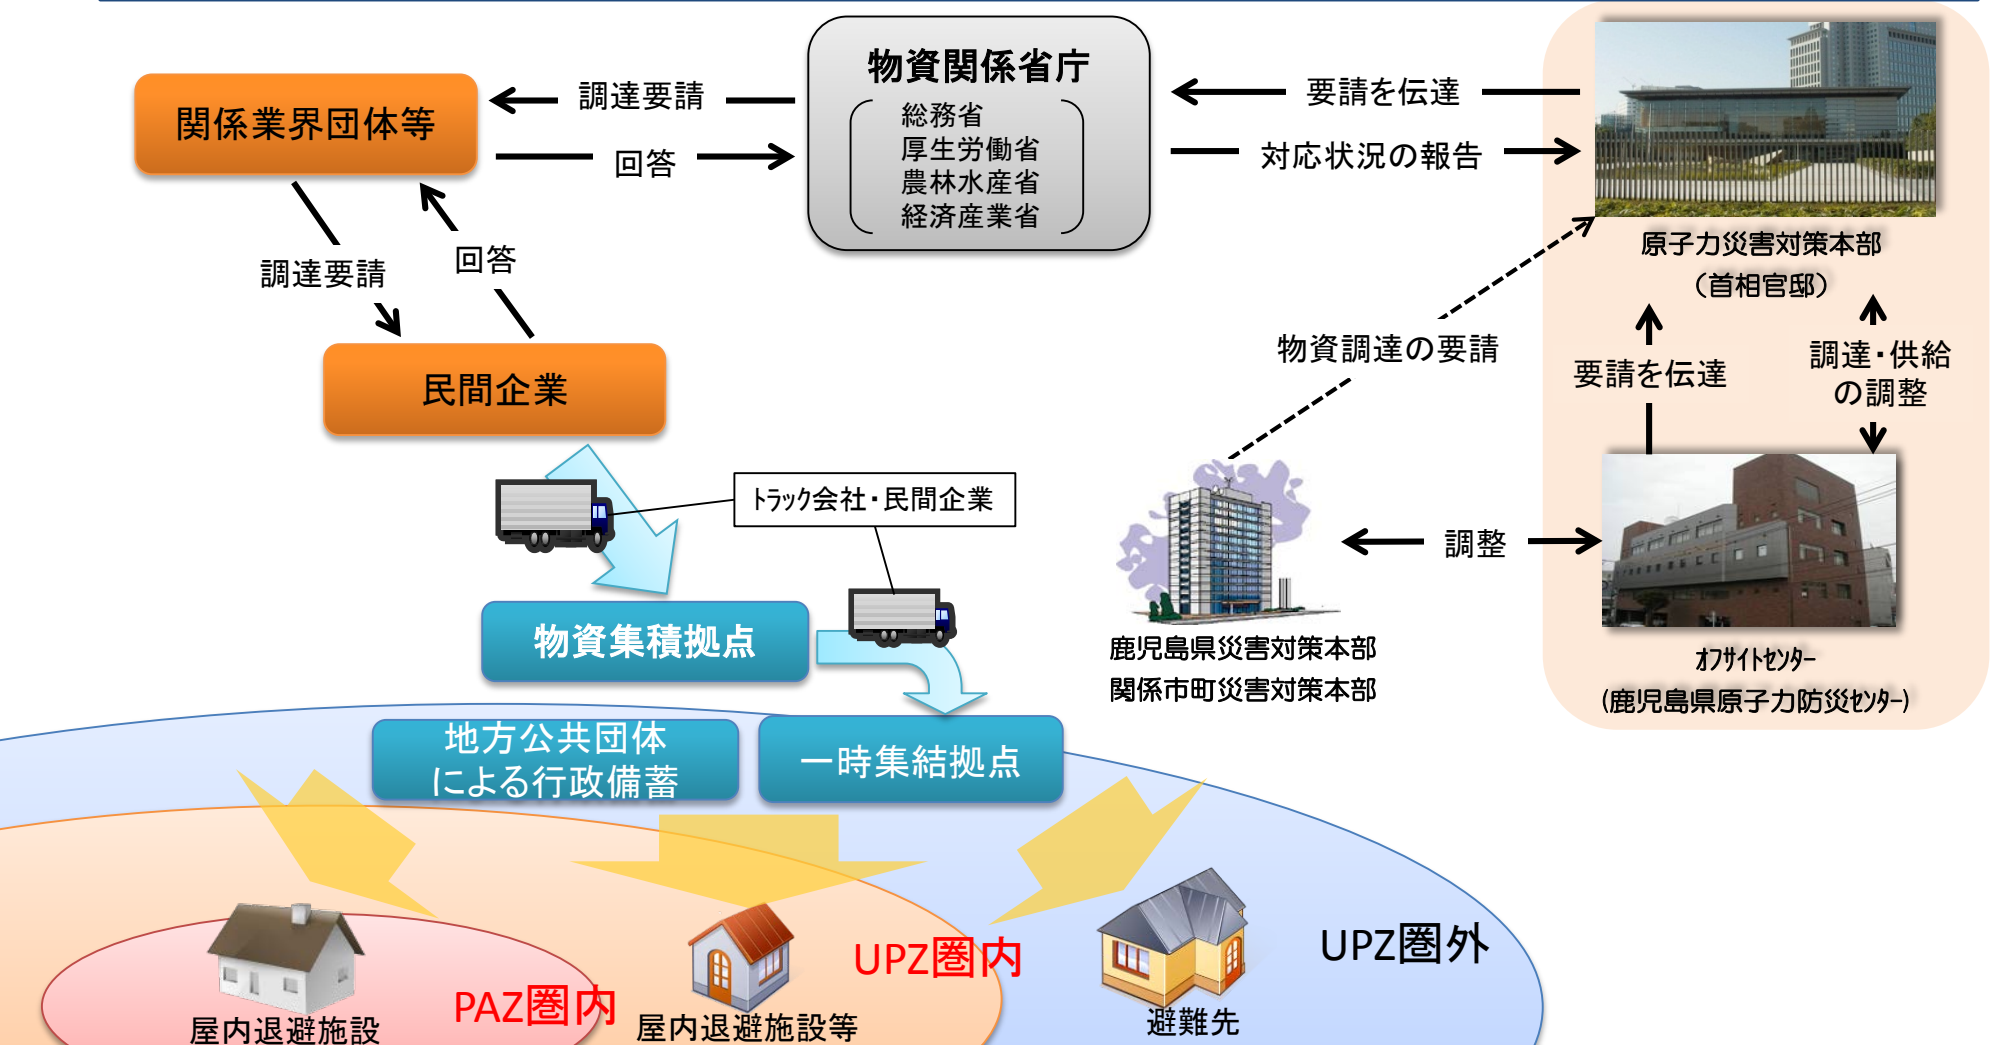 物資関係省庁
総務省
厚生労働省
農林水産省
経済産業省
関係業界団体等
調達要請
回答
要請を伝達
対応状況の報告
原子力災害対策本部
(首相官邸)
調達要請
回答
民間企業
物資調達の要請
要請を伝達
調達・供給
の調整
トラック会社・民間企業
調整
物資集積拠点
鹿児島県災害対策本部
関係市町災害対策本部
オフサイトセンター
(鹿児島県原子力防災センター)
地方公共団体
による行政備蓄
一時集結拠点
UPZ圏外
UPZ圏内
PAZ圏内
屋内退避施設
屋内退避施設等
避難先